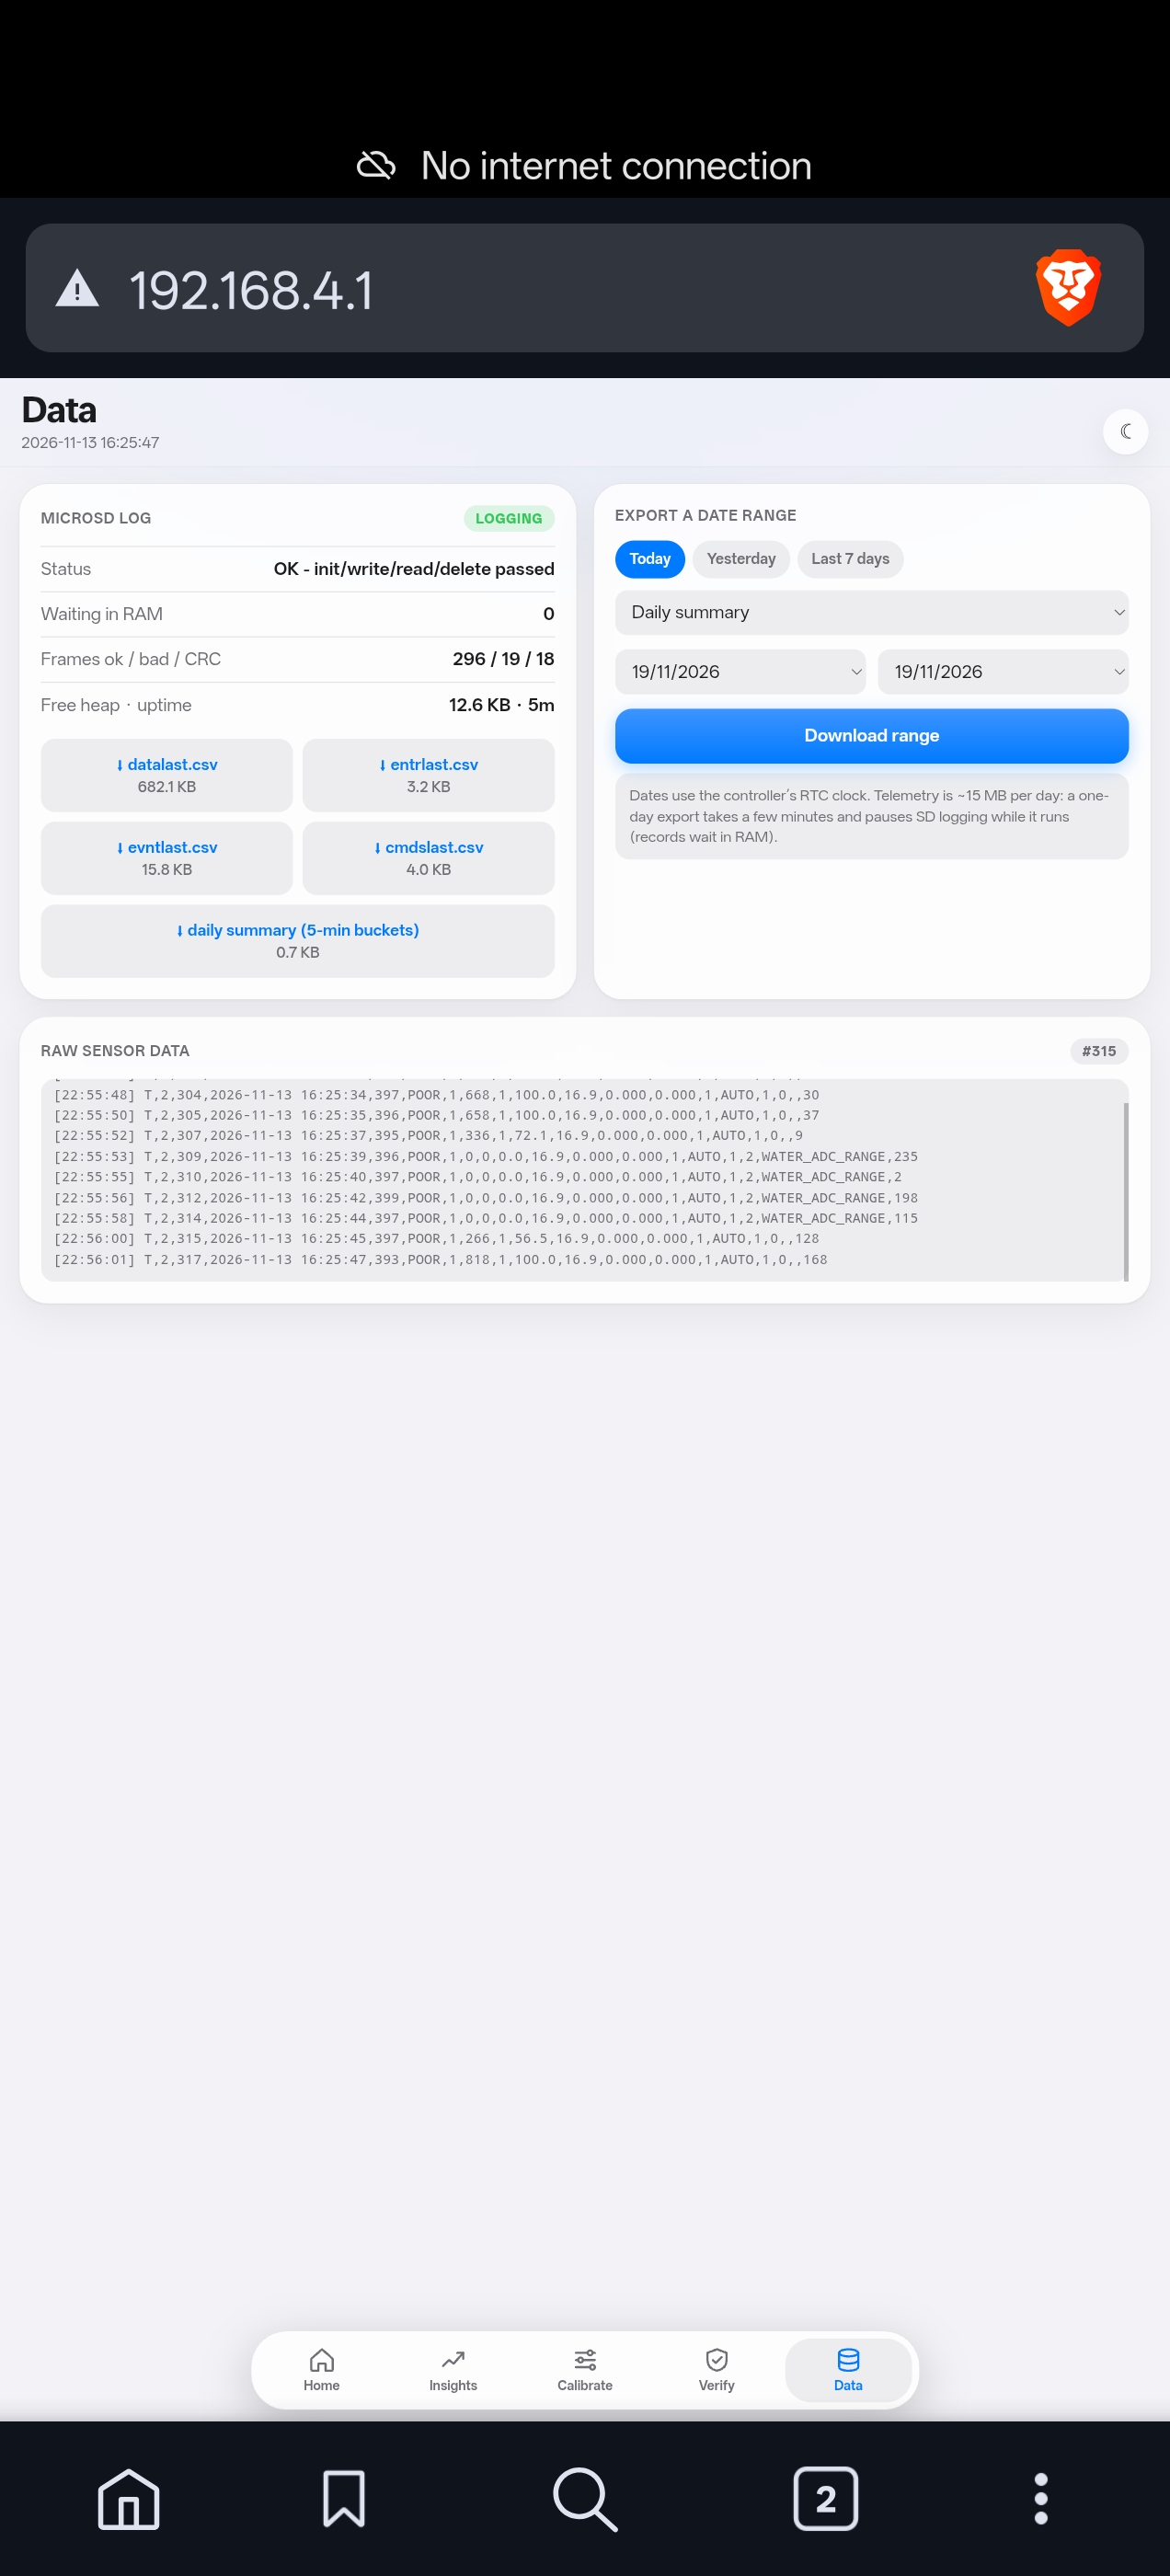 No internet connection
192.168.4.1
Data
2026-11-13 16:25:47
MICROSD LOG
LOGGING
Status
OK - init/write/read/delete passed
Waiting in RAM
0
Frames ok / bad / CRC
296 / 19 / 18
Free heap · uptime
12.6 KB · 5m
↓ datalast.csv
682.1 KB
↓ entrlast.csv
3.2 KB
↓ evntlast.csv
15.8 KB
↓ cmdslast.csv
4.0 KB
↓ daily summary (5-min buckets)
0.7 KB
EXPORT A DATE RANGE
Today
Yesterday
Last 7 days
Daily summary
19/11/2026
19/11/2026
Download range
Dates use the controller's RTC clock. Telemetry is ~15 MB per day: a one-
day export takes a few minutes and pauses SD logging while it runs
(records wait in RAM).
RAW SENSOR DATA
#315
[22:55:48] T,2,304,2026-11-13 16:25:34,397,POOR,1,668,1,100.0,16.9,0.000,0.000,1,AUTO,1,0,,30
[22:55:50] T,2,305,2026-11-13 16:25:35,396,POOR,1,658,1,100.0,16.9,0.000,0.000,1,AUTO,1,0,,37
[22:55:52] T,2,307,2026-11-13 16:25:37,395,POOR,1,336,1,72.1,16.9,0.000,0.000,1,AUTO,1,0,,9
[22:55:53] T,2,309,2026-11-13 16:25:39,396,POOR,1,0,0,0.0,16.9,0.000,0.000,1,AUTO,1,2,WATER_ADC_RANGE,235
[22:55:55] T,2,310,2026-11-13 16:25:40,397,POOR,1,0,0,0.0,16.9,0.000,0.000,1,AUTO,1,2,WATER_ADC_RANGE,2
[22:55:56] T,2,312,2026-11-13 16:25:42,399,POOR,1,0,0,0.0,16.9,0.000,0.000,1,AUTO,1,2,WATER_ADC_RANGE,198
[22:55:58] T,2,314,2026-11-13 16:25:44,397,POOR,1,0,0,0.0,16.9,0.000,0.000,1,AUTO,1,2,WATER_ADC_RANGE,115
[22:56:00] T,2,315,2026-11-13 16:25:45,397,POOR,1,266,1,56.5,16.9,0.000,0.000,1,AUTO,1,0,,128
[22:56:01] T,2,317,2026-11-13 16:25:47,393,POOR,1,818,1,100.0,16.9,0.000,0.000,1,AUTO,1,0,,168
Home
Insights
Calibrate
Verify
Data
2